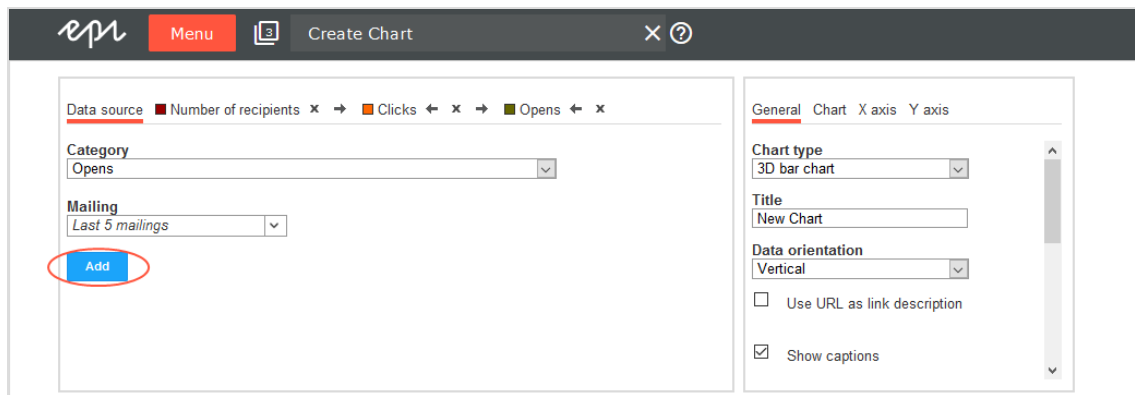 epi Menu 3 Create Chart
Data source Number of recipients Clicks Opens
Category
Opens
Mailing
Last 5 mailings
Add
General Chart X axis Y axis
Chart type
3D bar chart
Title
New Chart
Data orientation
Vertical
Use URL as link description
Show captions